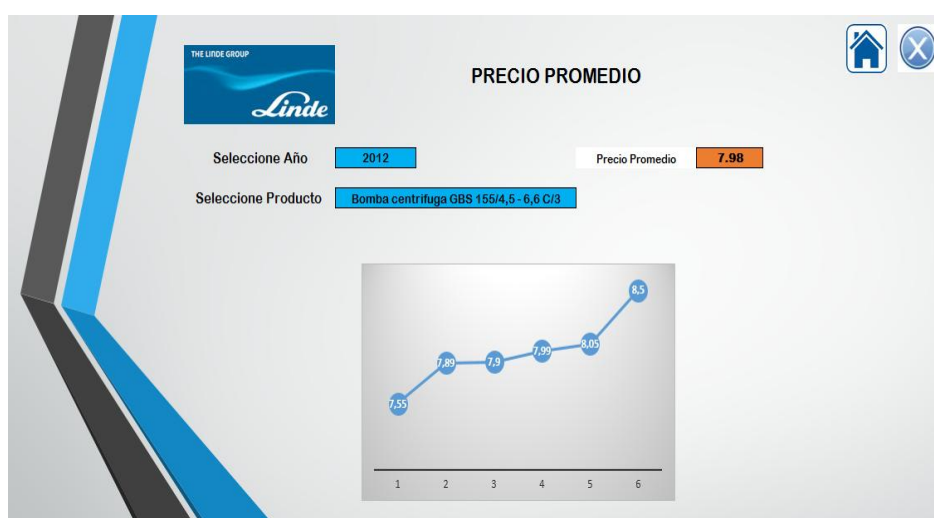 THE LINDE GROUP
Linde
PRECIO PROMEDIO
X
Seleccione Año 2012 Precio Promedio 7.98
Seleccione Producto Bomba centrifuga GBS 155/4,5 - 6,6 C/3
8,5
8,05
7,99
7,9
7,89
7,55
1 2 3 4 5 6